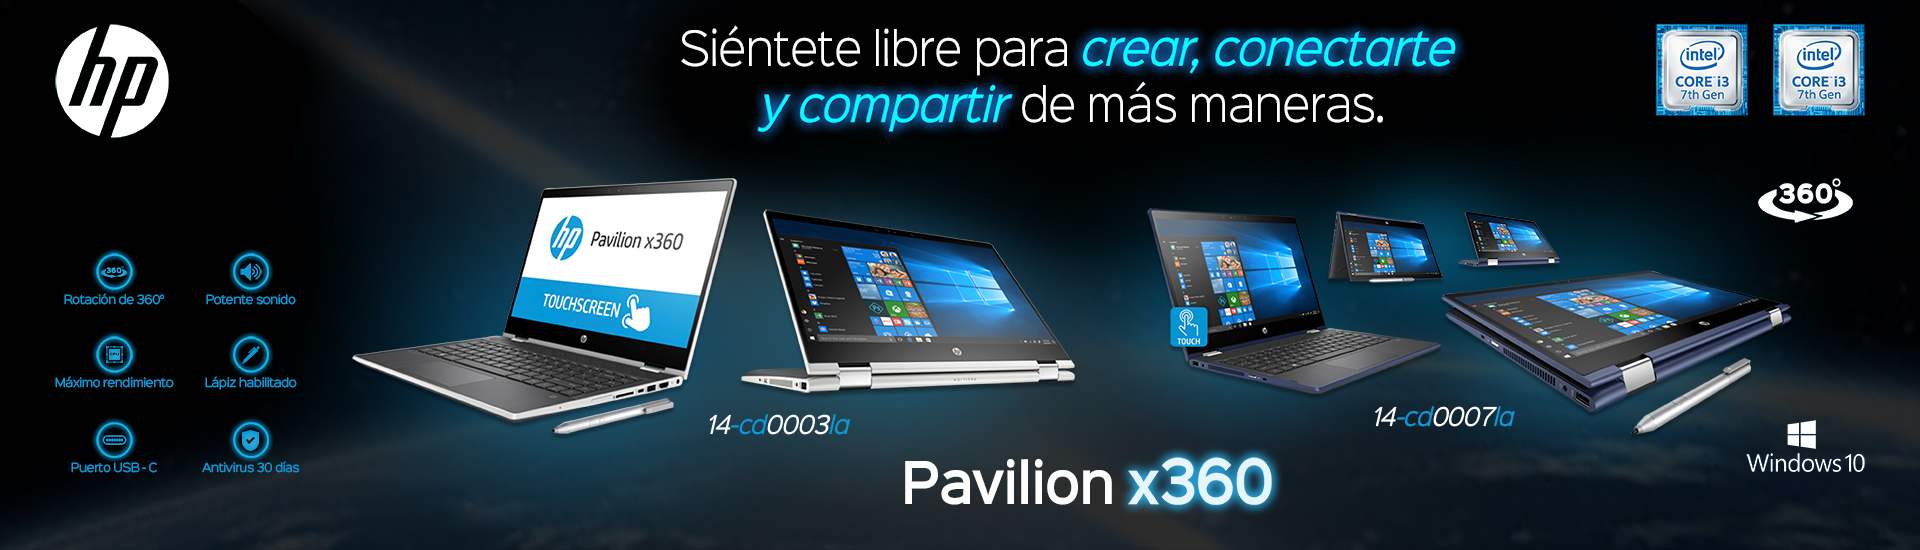 hp
Siéntete libre para crear, conectarte
y compartir de más maneras.
intel
CORE i3
7th Gen
intel
CORE i3
7th Gen
360°
360°
Rotación de 360°
Potente sonido
Máximo rendimiento
Lápiz habilitado
Puerto USB - C
Antivirus 30 días
hp
Pavilion x360
TOUCHSCREEN
TOUCH
14-cd0003la
14-cd0007la
Pavilion x360
Windows 10